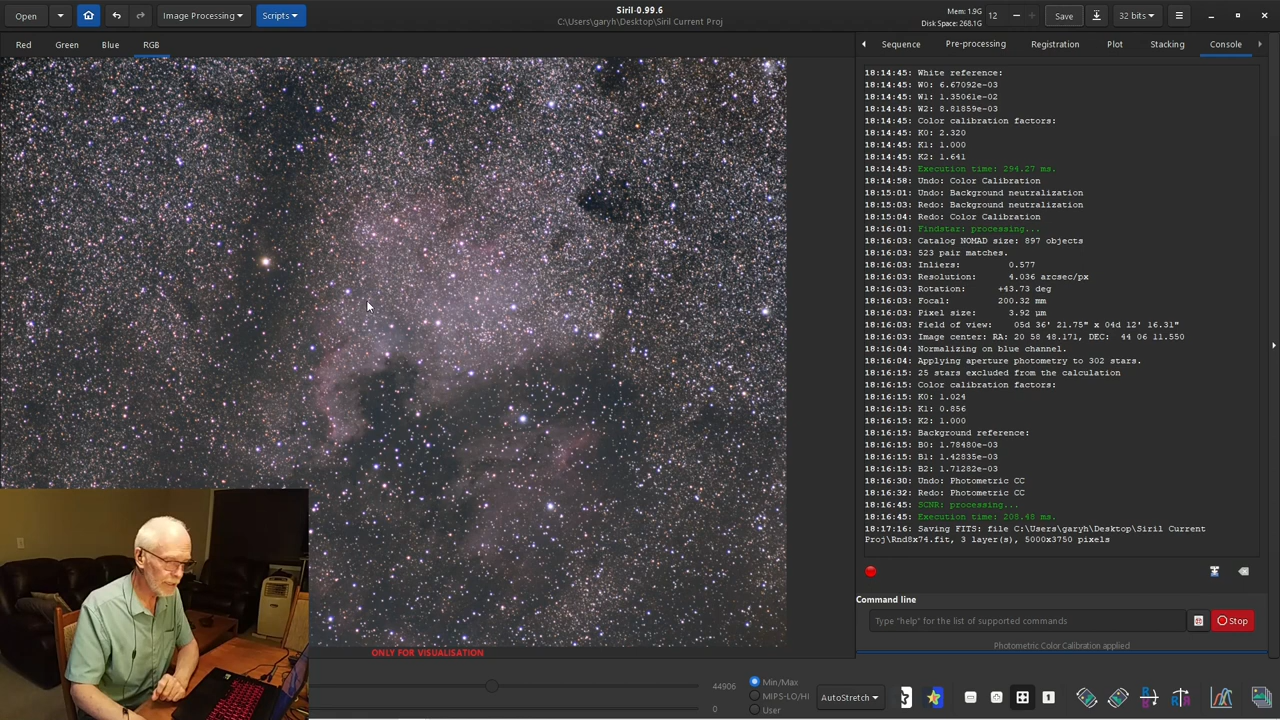 Open
Image Processing
Scripts
Siril-0.99.6
C:\Users\garyh\Desktop\Siril Current Proj
Mem: 1.9G
Disk Space: 268.1G
12
Save
32 bits
Red
Green
Blue
RGB
Sequence
Pre-processing
Registration
Plot
Stacking
Console
18:14:45: White reference:
18:14:45: W0: 6.67092e-03
18:14:45: W1: 1.35061e-02
18:14:45: W2: 8.81859e-03
18:14:45: Color calibration factors:
18:14:45: K0: 2.320
18:14:45: K1: 1.000
18:14:45: K2: 1.641
18:14:45: Execution time: 294.27 ms.
18:14:58: Undo: Color Calibration
18:15:01: Undo: Background neutralization
18:15:03: Redo: Background neutralization
18:15:04: Redo: Color Calibration
18:16:01: Findstar: processing...
18:16:03: Catalog NOMAD size: 897 objects
18:16:03: 523 pair matches.
18:16:03: Inliers: 0.577
18:16:03: Resolution: 4.036 arcsec/px
18:16:03: Rotation: +43.73 deg
18:16:03: Focal: 200.32 mm
18:16:03: Pixel size: 3.92 µm
18:16:03: Field of view: 05d 36' 21.75" x 04d 12' 16.31"
18:16:03: Image center: RA: 20 58 48.171, DEC: 44 06 11.550
18:16:04: Normalizing on blue channel.
18:16:04: Applying aperture photometry to 302 stars.
18:16:15: 25 stars excluded from the calculation
18:16:15: Color calibration factors:
18:16:15: K0: 1.024
18:16:15: K1: 0.856
18:16:15: K2: 1.000
18:16:15: Background reference:
18:16:15: B0: 1.78480e-03
18:16:15: B1: 1.42835e-03
18:16:15: B2: 1.71282e-03
18:16:30: Undo: Photometric CC
18:16:32: Redo: Photometric CC
18:16:45: SCNR: processing...
18:16:45: Execution time: 208.48 ms.
18:17:16: Saving FITS: file C:\Users\garyh\Desktop\Siril Current
Proj\Rnd8x74.fit, 3 layer(s), 5000x3750 pixels
Command line
Type "help" for the list of supported commands
Stop
Photometric Color Calibration applied
ONLY FOR VISUALISATION
44906
0
Min/Max
MIPS-LO/HI
User
AutoStretch
1